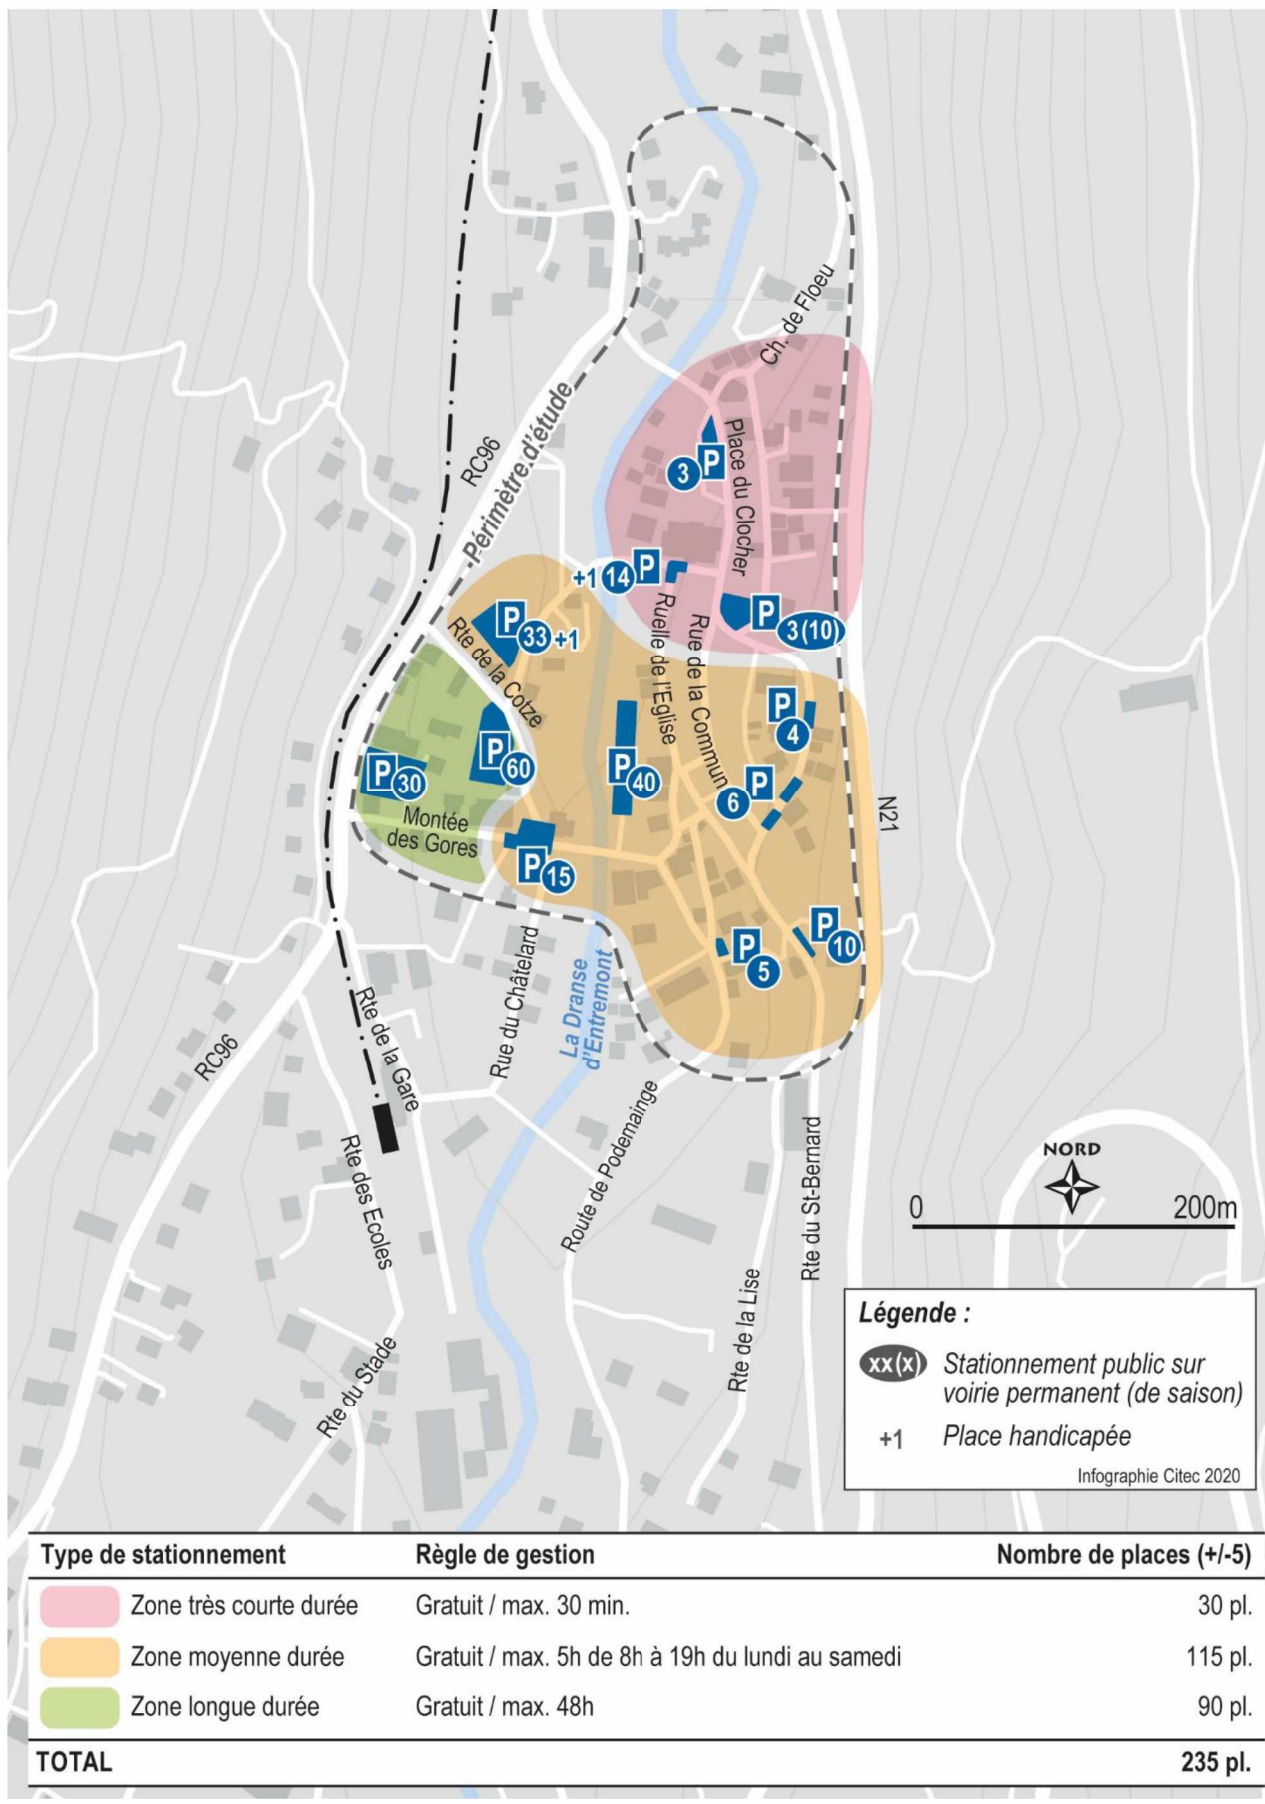 Ch. de Floeu
RC96
Périmètre d'étude
Place du Clocher
P
3
+1 14 P
P
3(10)
P
33 +1
Rte de la Cotze
Ruelle de l'Eglise
Rue de la Commun
P
4
P
60
P
30
P
40
P
6
N21
Montée
des Gores
P
15
P
10
P
5
Rue du Châtelard
La Dranse
d'Entremont
Rte de la Gare
RC96
Rte des Ecoles
Route de Podemainge
Rte du St-Bernard
Rte de la Lise
Rte du Stade
NORD
0 200m
Légende :
xx(x) Stationnement public sur
voirie permanent (de saison)
+1 Place handicapée
Infographie Citec 2020
Type de stationnement Règle de gestion Nombre de places (+/-5)
Zone très courte durée Gratuit / max. 30 min. 30 pl.
Zone moyenne durée Gratuit / max. 5h de 8h à 19h du lundi au samedi 115 pl.
Zone longue durée Gratuit / max. 48h 90 pl.
TOTAL 235 pl.